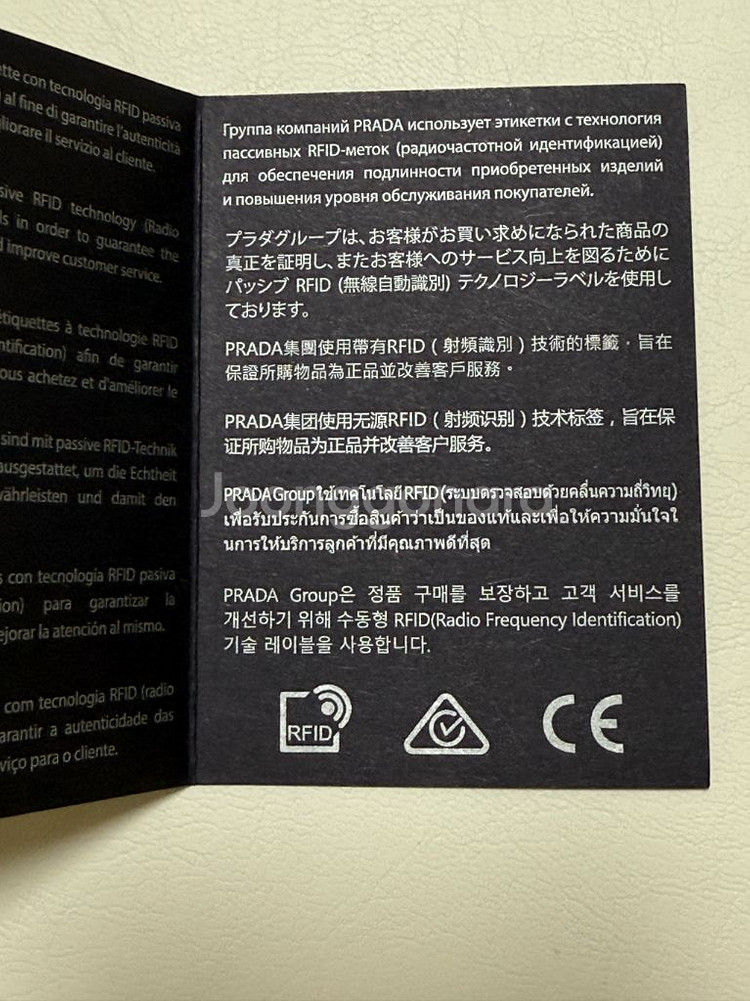 ette con tecnologia RFID passiva
al fine di garantire l'autenticità
gliorare il servizio al cliente.
sive RFID technology (Radio
ls in order to guarantee the
d improve customer service.
étiquettes à technologie RFID
ntification) afin de garantir
vous achetez et d'améliorer le
sind mit passive RFID-Technik
ausgestattet, um die Echtheit
währleisten und damit den
s con tecnología RFID pasiva
ion) para garantizar la
ejorar la atención al mismo.
com tecnologia RFID (radio
arantir a autenticidade das
viço para o cliente.
Группа компаний PRADA использует этикетки с технология
пассивных RFID-меток (радиочастотной идентификацией)
для обеспечения подлинности приобретенных изделий
и повышения уровня обслуживания покупателей.
プラダグループは、お客様がお買い求めになられた商品の
真正を証明し、またお客様へのサービス向上を図るために
パッシブ RFID (無線自動識別) テクノロジーラベルを使用し
ております。
PRADA集團使用帶有RFID（射頻識別）技術的標籤，旨在
保證所購物品為正品並改善客戶服務。
PRADA集团使用无源RFID（射频识别）技术标签，旨在保
证所购物品为正品并改善客户服务。
PRADA Group ใช้เทคโนโลยี RFID (ระบบตรวจสอบด้วยคลื่นความถี่วิทยุ)
เพื่อรับประกันการซื้อสินค้าว่าเป็นของแท้และเพื่อให้ความมั่นใจใ
นการให้บริการลูกค้าที่มีคุณภาพดีที่สุด
PRADA Group은 정품 구매를 보장하고 고객 서비스를
개선하기 위해 수동형 RFID(Radio Frequency Identification)
기술 레이블을 사용합니다.
RFID
CE
Joonggonara